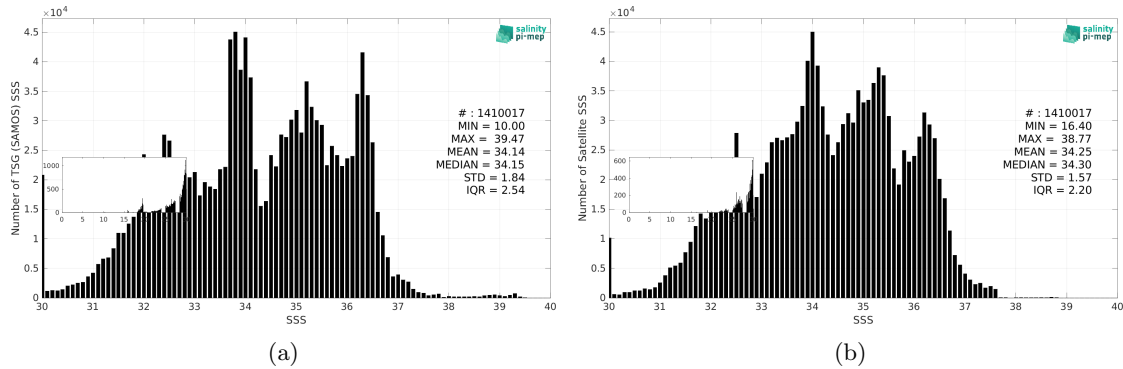 ×10⁴
4.5
4
3.5
3
2.5
2
1.5
1
0.5
0
Number of TSG (SAMOS) SSS
salinity
pi-mep
# : 1410017
MIN = 10.00
MAX = 39.47
MEAN = 34.14
MEDIAN = 34.15
STD = 1.84
IQR = 2.54
1000
500
0
0 5 10 15
30 31 32 33 34 35 36 37 38 39 40
SSS
(a)
×10⁴
4.5
4
3.5
3
2.5
2
1.5
1
0.5
0
Number of Satellite SSS
salinity
pi-mep
# : 1410017
MIN = 16.40
MAX = 38.77
MEAN = 34.25
MEDIAN = 34.30
STD = 1.57
IQR = 2.20
600
400
200
0
0 5 10 15
30 31 32 33 34 35 36 37 38 39 40
SSS
(b)